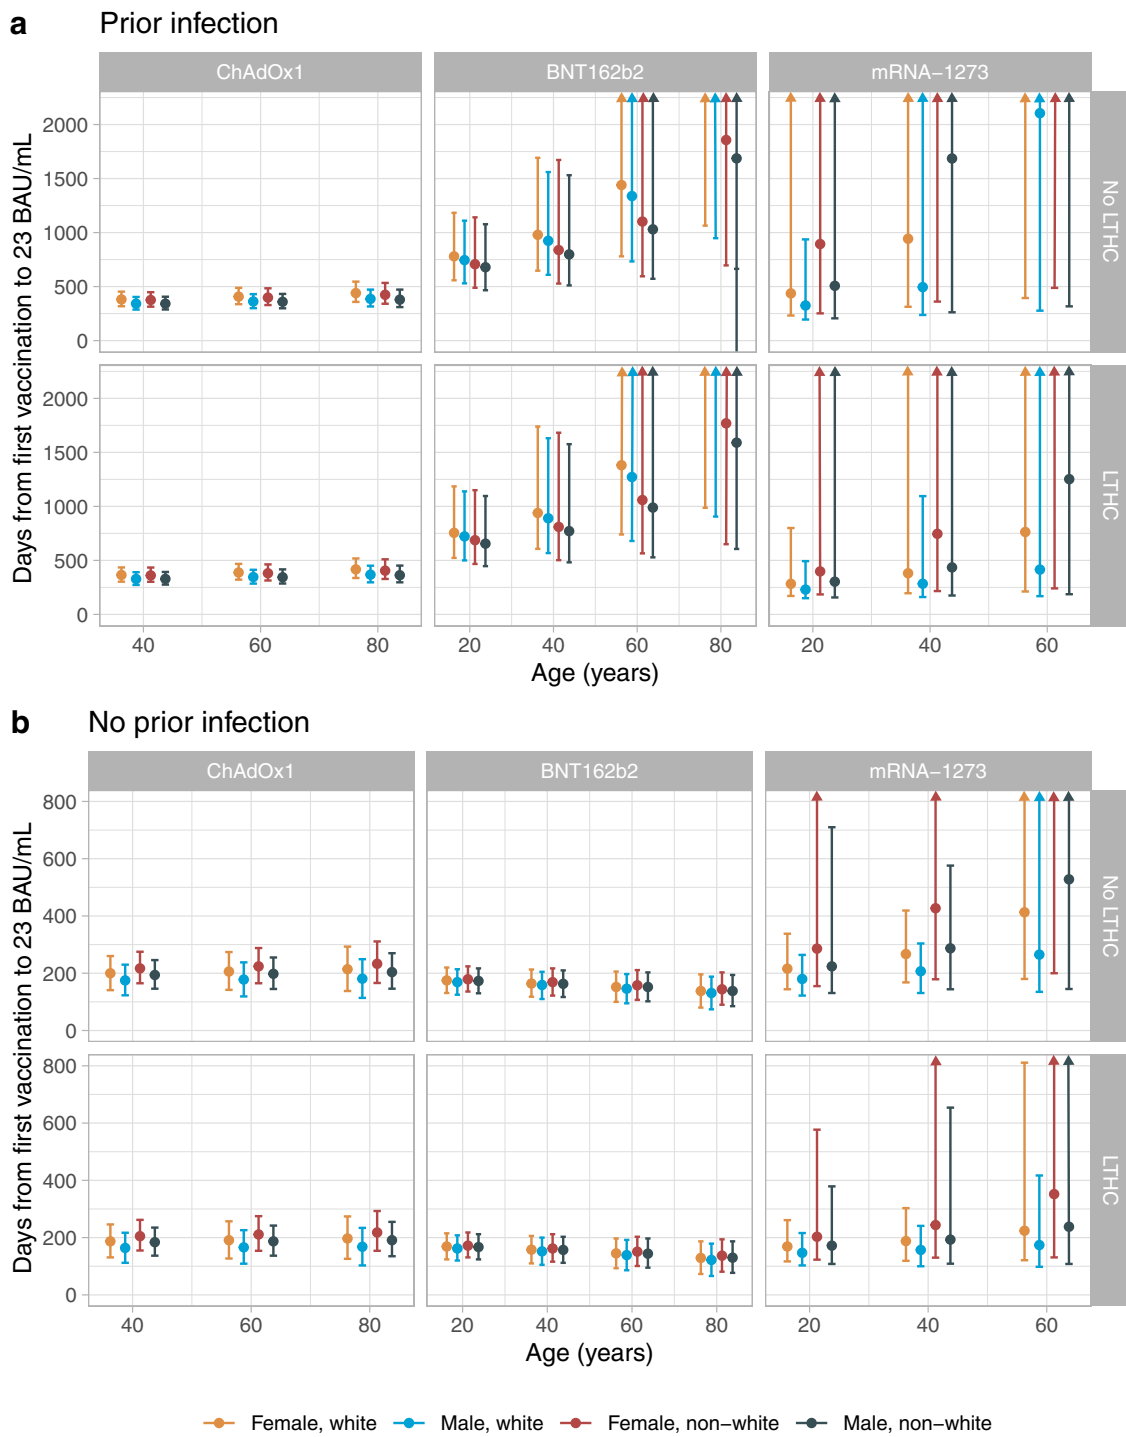 a Prior infection
ChAdOx1 BNT162b2 mRNA−1273
Days from first vaccination to 23 BAU/mL
2000
1500
1000
500
0
No LTHC
2000
1500
1000
500
0
LTHC
40 60 80 20 40 60 80 20 40 60
Age (years)
b No prior infection
ChAdOx1 BNT162b2 mRNA−1273
Days from first vaccination to 23 BAU/mL
800
600
400
200
0
No LTHC
800
600
400
200
0
LTHC
40 60 80 20 40 60 80 20 40 60
Age (years)
Female, white Male, white Female, non−white Male, non−white